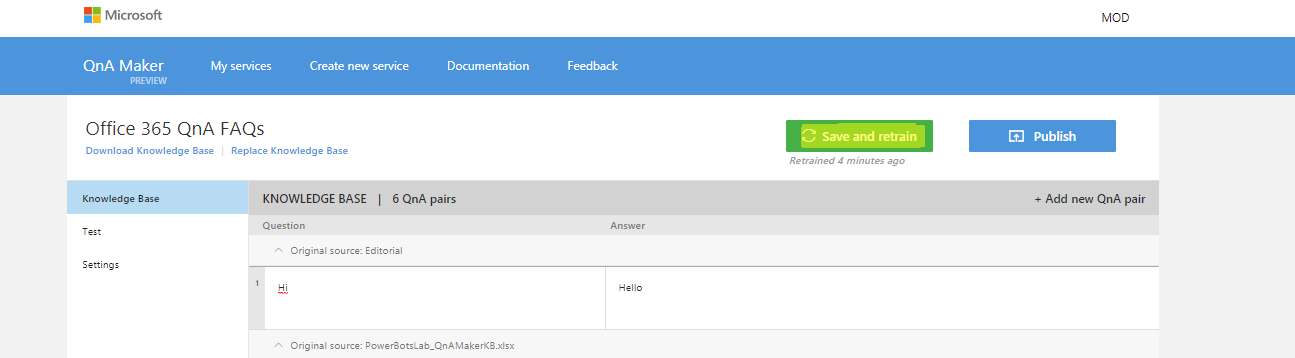 Microsoft
MOD
QnA Maker
PREVIEW
My services
Create new service
Documentation
Feedback
Office 365 QnA FAQs
Download Knowledge Base | Replace Knowledge Base
Save and retrain
Retrained 4 minutes ago
Publish
Knowledge Base
Test
Settings
KNOWLEDGE BASE | 6 QnA pairs
+ Add new QnA pair
Question
Answer
Original source: Editorial
1
Hi
Hello
Original source: PowerBotsLab_QnAMakerKB.xlsx